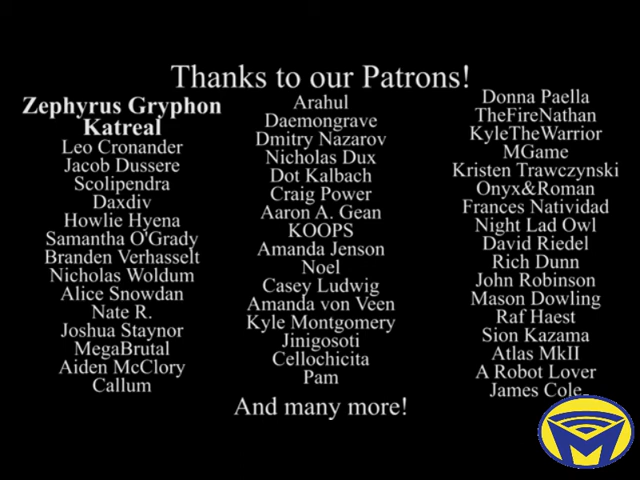 Thanks to our Patrons!
Zephyrus Gryphon
Katreal
Leo Cronander
Jacob Dussere
Scolipendra
Daxdiv
Howlie Hyena
Samantha O'Grady
Branden Verhasselt
Nicholas Woldum
Alice Snowdan
Nate R.
Joshua Staynor
MegaBrutal
Aiden McClory
Callum
Arahul
Daemongrave
Dmitry Nazarov
Nicholas Dux
Dot Kalbach
Craig Power
Aaron A. Gean
KOOPS
Amanda Jenson
Noel
Casey Ludwig
Amanda von Veen
Kyle Montgomery
Jinigosoti
Cellochicita
Pam
Donna Paella
TheFireNathan
KyleTheWarrior
MGame
Kristen Trawczynski
Onyx&Roman
Frances Natividad
Night Lad Owl
David Riedel
Rich Dunn
John Robinson
Mason Dowling
Raf Haest
Sion Kazama
Atlas MkII
A Robot Lover
James Cole
And many more!
M